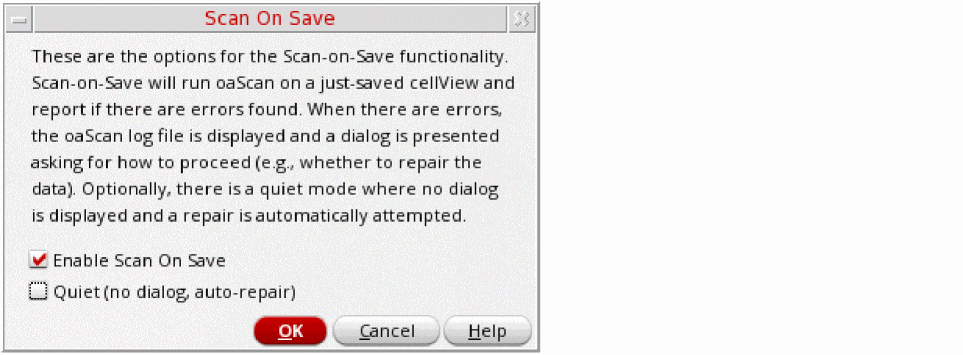 Scan On Save
These are the options for the Scan-on-Save functionality.
Scan-on-Save will run oaScan on a just-saved cellView and
report if there are errors found. When there are errors,
the oaScan log file is displayed and a dialog is presented
asking for how to proceed (e.g., whether to repair the
data). Optionally, there is a quiet mode where no dialog
is displayed and a repair is automatically attempted.
Enable Scan On Save
Quiet (no dialog, auto-repair)
OK Cancel Help